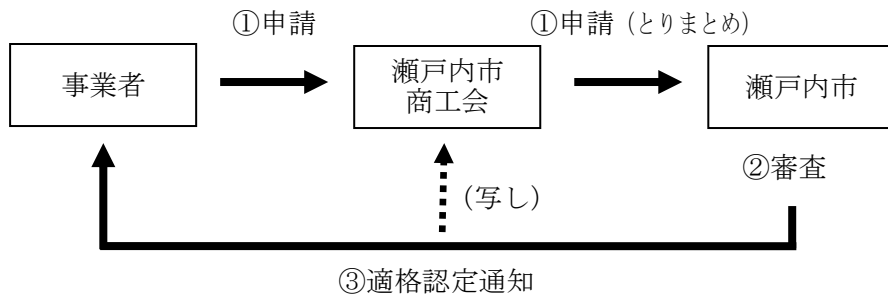 ①申請
①申請（とりまとめ）
事業者
瀬戸内市
商工会
瀬戸内市
②審査
（写し）
③適格認定通知